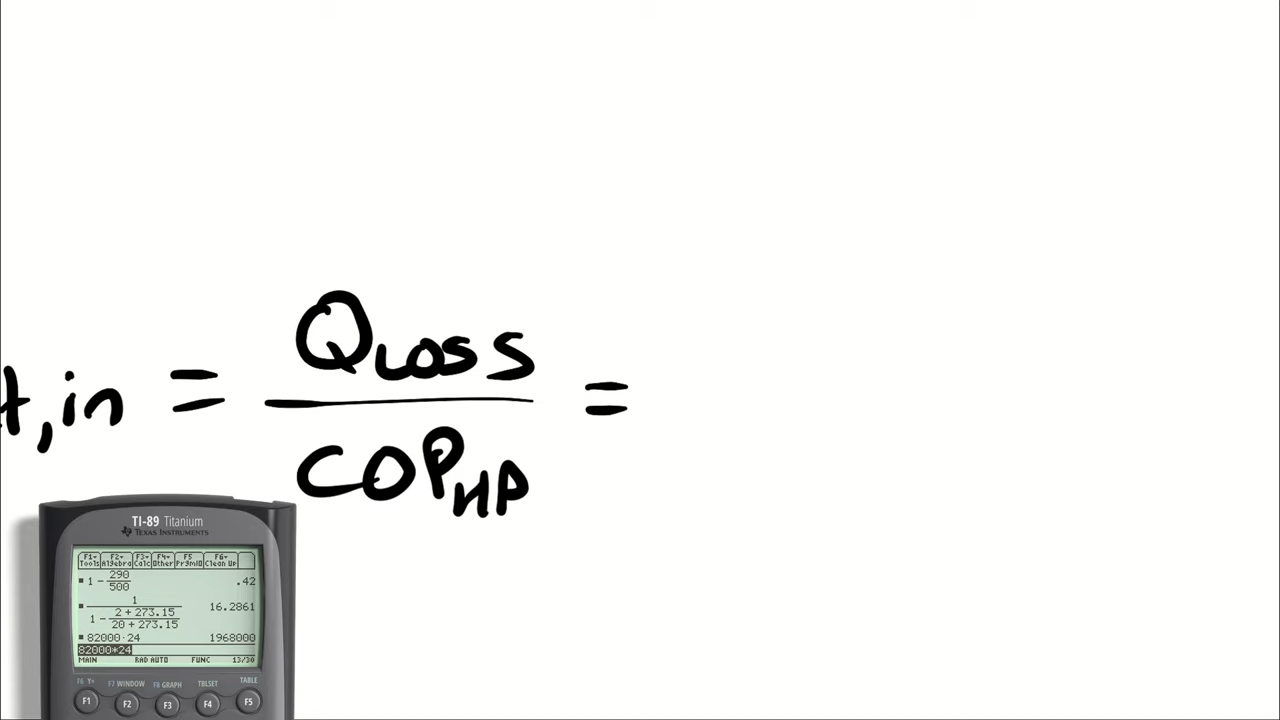 t,in = Qloss / COPHP =
TI-89 Titanium
TEXAS INSTRUMENTS
F1▾ Tools F2▾ Algebra F3▾ Calc F4▾ Other F5 PrgmIO F6▾ Clean Up
1 - 290/500 .42
1 / (1 - (2 + 273.15)/(20 + 273.15)) 16.2861
82000·24 1968000
82000*24
MAIN RAD AUTO FUNC 13/30
F6 Y= F7 WINDOW F8 GRAPH TBLSET TABLE
F1 F2 F3 F4 F5